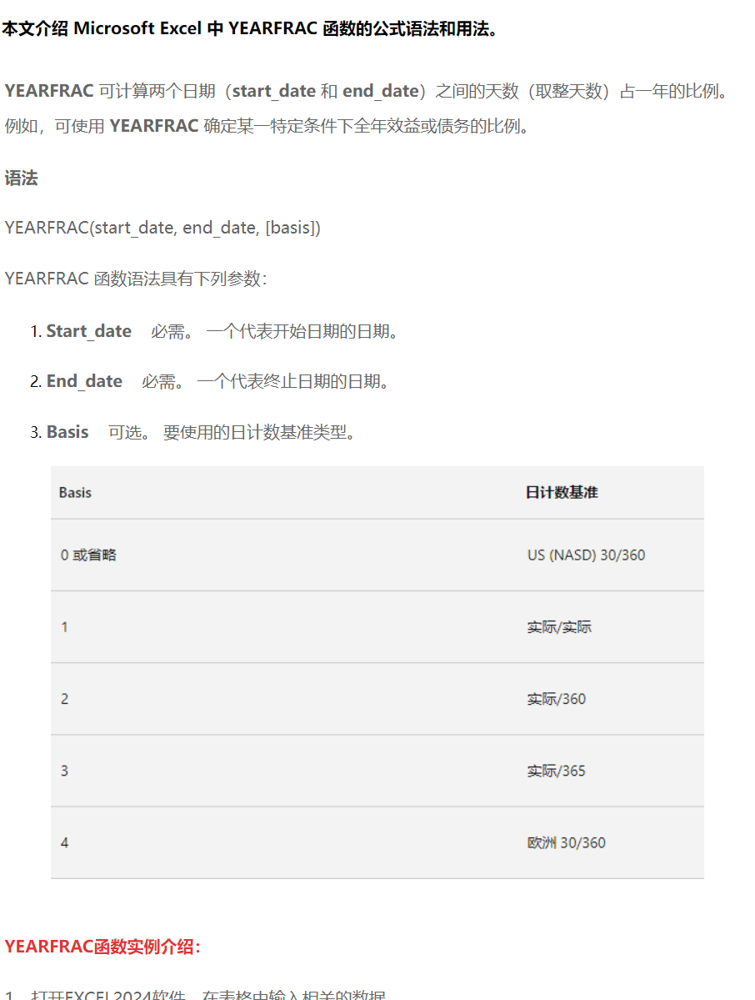 本文介绍 Microsoft Excel 中 YEARFRAC 函数的公式语法和用法。
YEARFRAC 可计算两个日期（start_date 和 end_date）之间的天数（取整天数）占一年的比例。
例如，可使用 YEARFRAC 确定某一特定条件下全年效益或债务的比例。
语法
YEARFRAC(start_date, end_date, [basis])
YEARFRAC 函数语法具有下列参数：
1. Start_date 必需。 一个代表开始日期的日期。
2. End_date 必需。 一个代表终止日期的日期。
3. Basis 可选。 要使用的日计数基准类型。
Basis 日计数基准
0 或省略 US (NASD) 30/360
1 实际/实际
2 实际/360
3 实际/365
4 欧洲 30/360
YEARFRAC函数实例介绍：
1、打开EXCEL2024软件，在表格中输入相关的数据